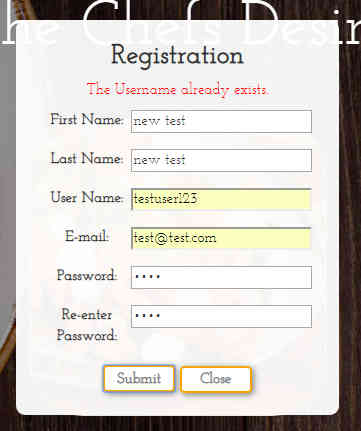 he Chefs Desir
Registration
The Username already exists.
First Name: new test
Last Name: new test
User Name: testuser123
E-mail: test@test.com
Password: ••••
Re-enter ••••
Password:
Submit Close